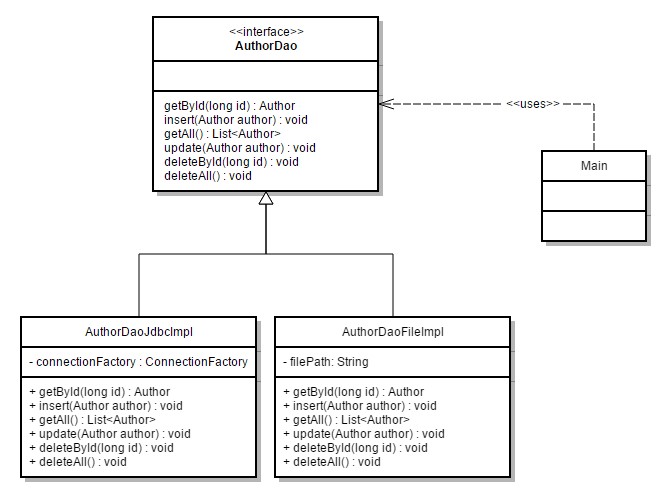 <<interface>>
AuthorDao
getById(long id) : Author
insert(Author author) : void
getAll() : List<Author>
update(Author author) : void
deleteById(long id) : void
deleteAll() : void
<<uses>>
Main
AuthorDaoJdbcImpl
- connectionFactory : ConnectionFactory
+ getById(long id) : Author
+ insert(Author author) : void
+ getAll() : List<Author>
+ update(Author author) : void
+ deleteById(long id) : void
+ deleteAll() : void
AuthorDaoFileImpl
- filePath: String
+ getById(long id) : Author
+ insert(Author author) : void
+ getAll() : List<Author>
+ update(Author author) : void
+ deleteById(long id) : void
+ deleteAll() : void